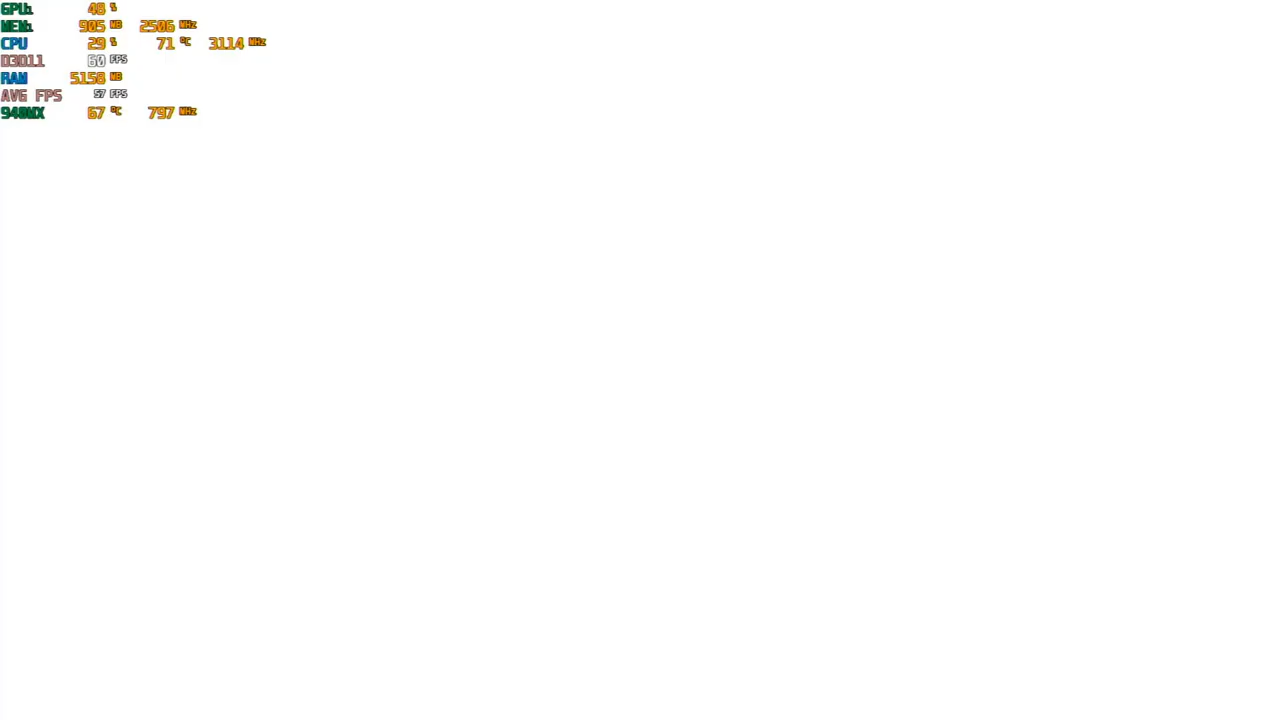 GPU1 48 %
MEM1 905 MB 2506 MHz
CPU 29 % 71 °C 3114 MHz
D3D11 60 FPS
RAM 5158 MB
AVG FPS 57 FPS
940MX 67 °C 797 MHz